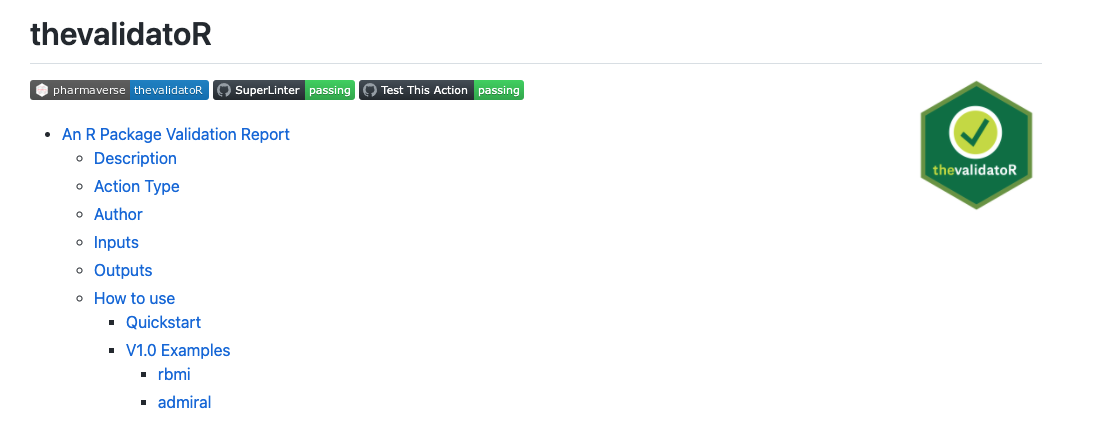 thevalidatoR
pharmaverse thevalidatoR SuperLinter passing Test This Action passing
thevalidatoR
An R Package Validation Report
Description
Action Type
Author
Inputs
Outputs
How to use
Quickstart
V1.0 Examples
rbmi
admiral